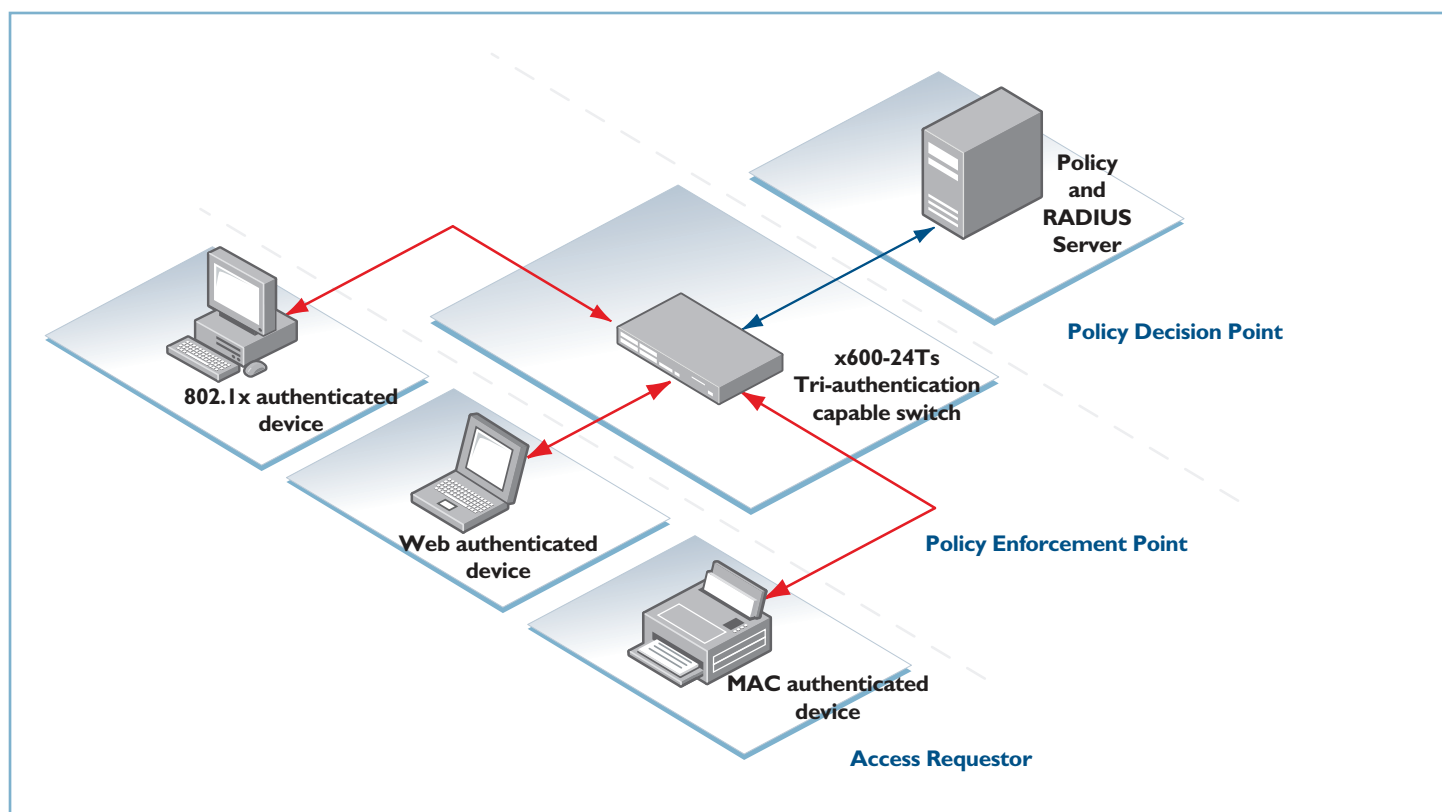 Policy
and
RADIUS
Server
Policy Decision Point
x600-24Ts
Tri-authentication
capable switch
802.1x authenticated
device
Web authenticated
device
Policy Enforcement Point
MAC authenticated
device
Access Requestor